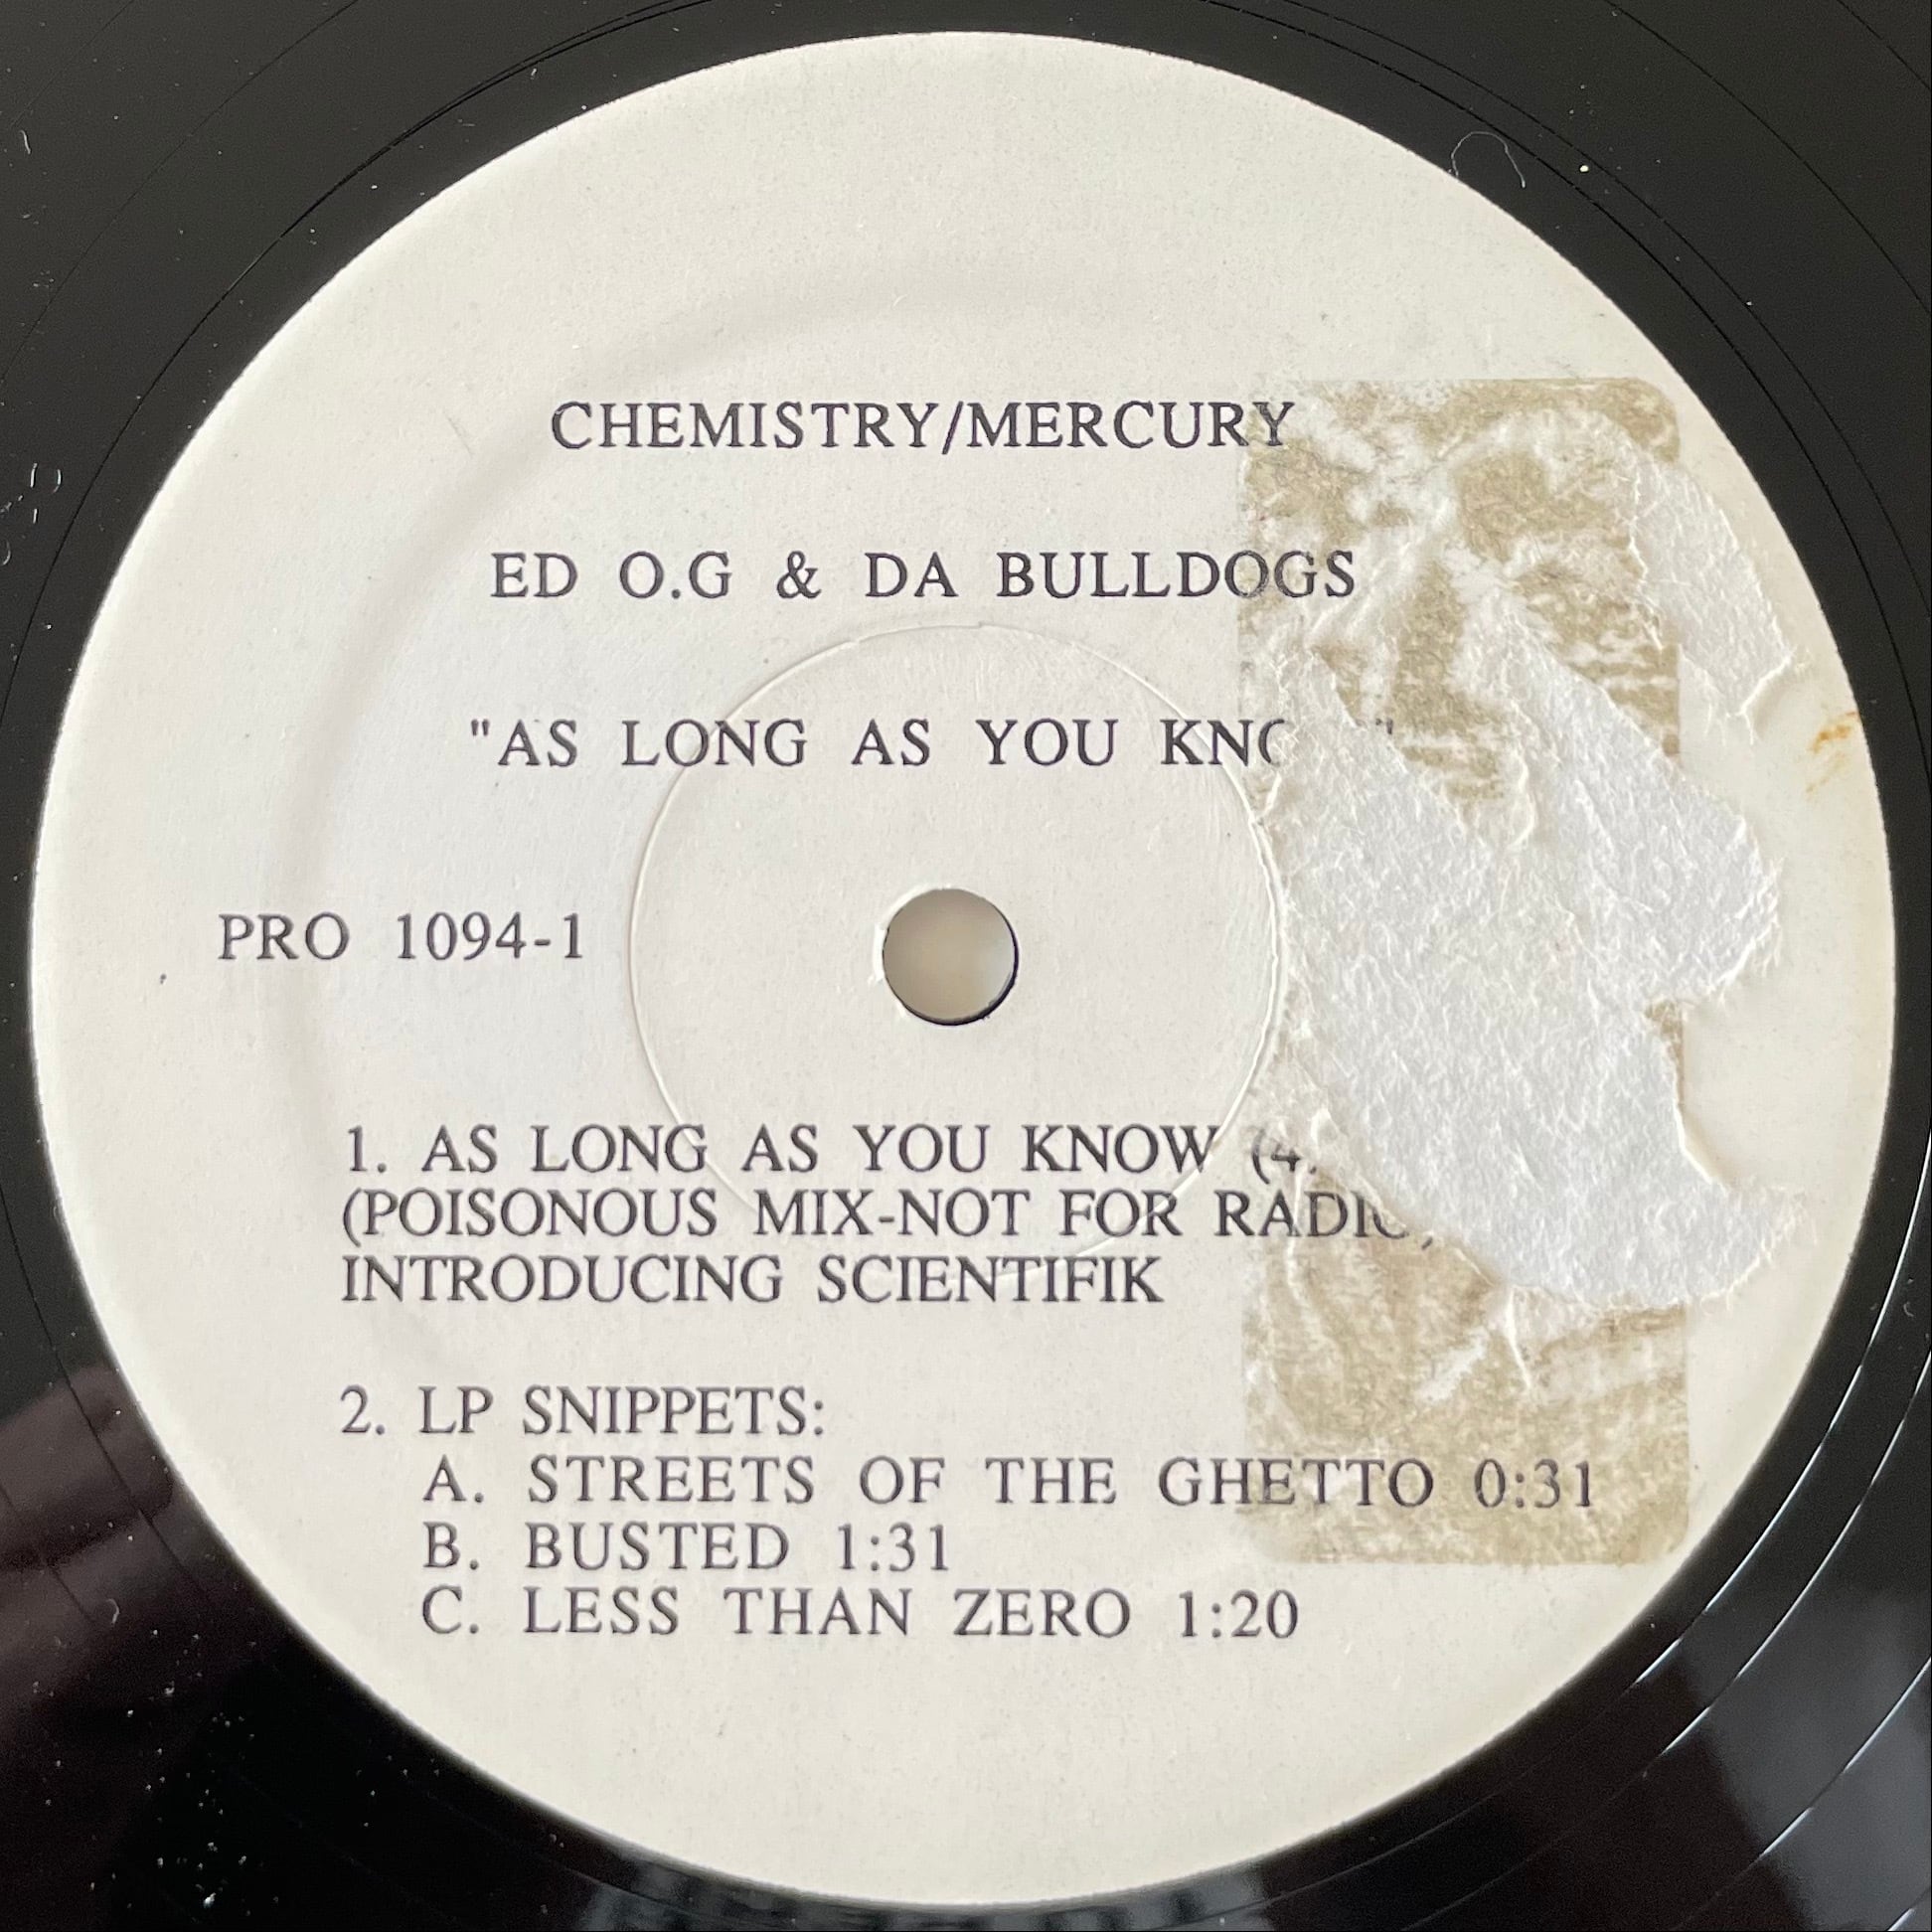 CHEMISTRY/MERCURY
ED O.G & DA BULLDOGS
"AS LONG AS YOU
PRO 1094-1
1. AS LONG AS YOU KNOW
(POISONOUS MIX-NOT FOR RADIO)
INTRODUCING SCIENTIFIK
2. LP SNIPPETS:
A. STREETS OF THE GHETTO 0:31
B. BUSTED 1:31
C. LESS THAN ZERO 1:20